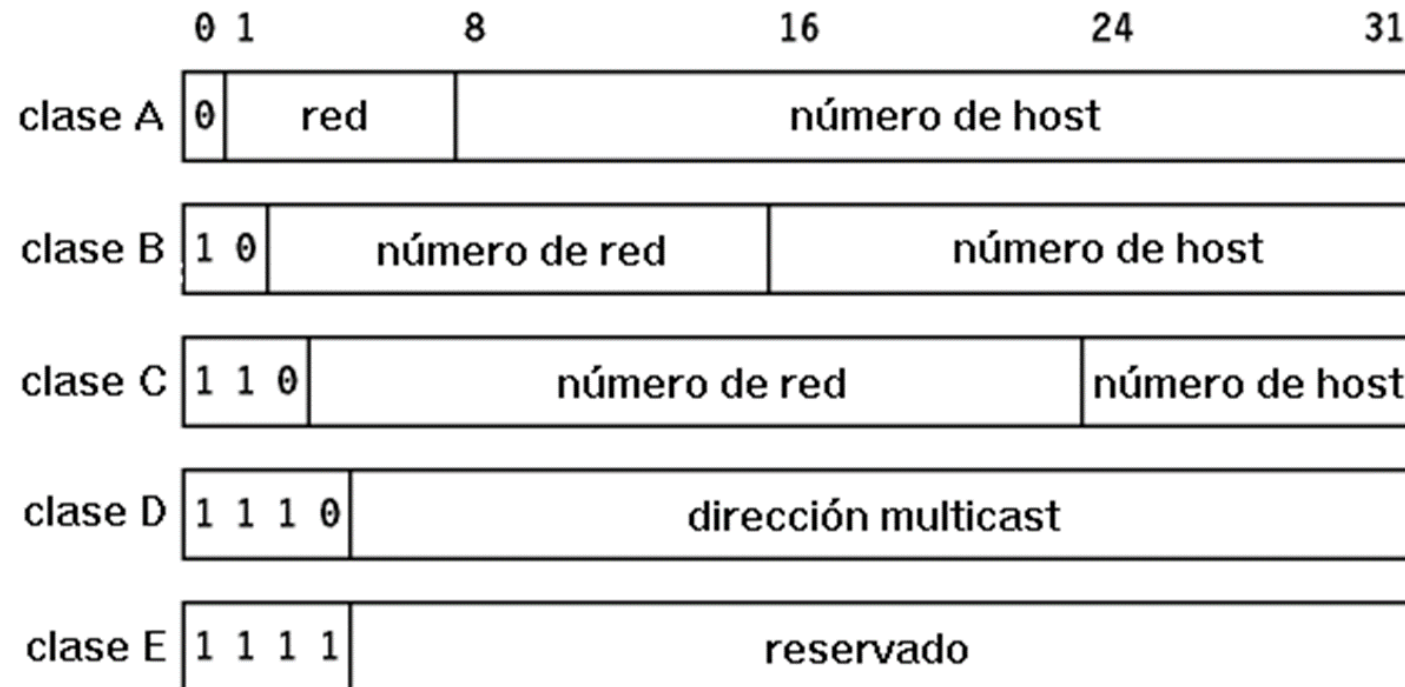 0 1 8 16 24 31
clase A 0 red número de host
clase B 1 0 número de red número de host
clase C 1 1 0 número de red número de host
clase D 1 1 1 0 dirección multicast
clase E 1 1 1 1 reservado